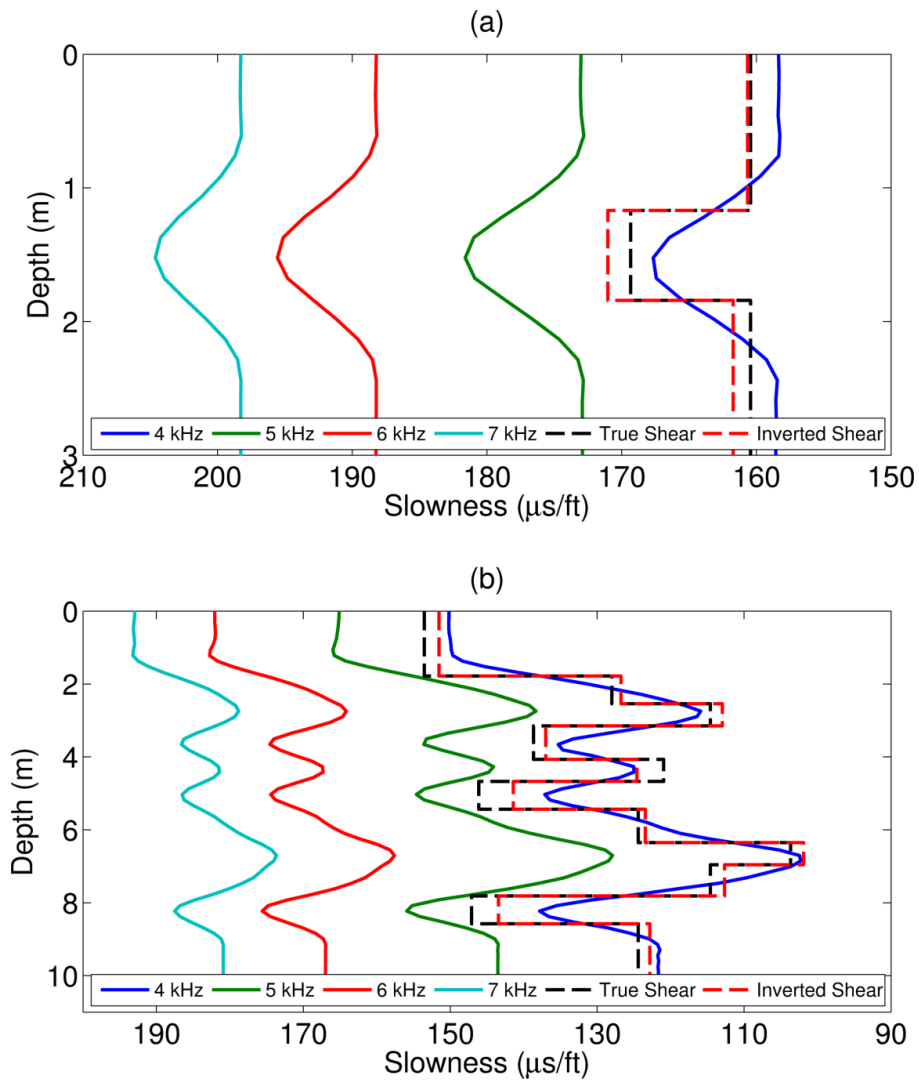 (a)
0
1
2
3
Depth (m)
4 kHz 5 kHz 6 kHz 7 kHz True Shear Inverted Shear
210 200 190 180 170 160 150
Slowness (μs/ft)
(b)
0
2
4
6
8
10
Depth (m)
4 kHz 5 kHz 6 kHz 7 kHz True Shear Inverted Shear
190 170 150 130 110 90
Slowness (μs/ft)